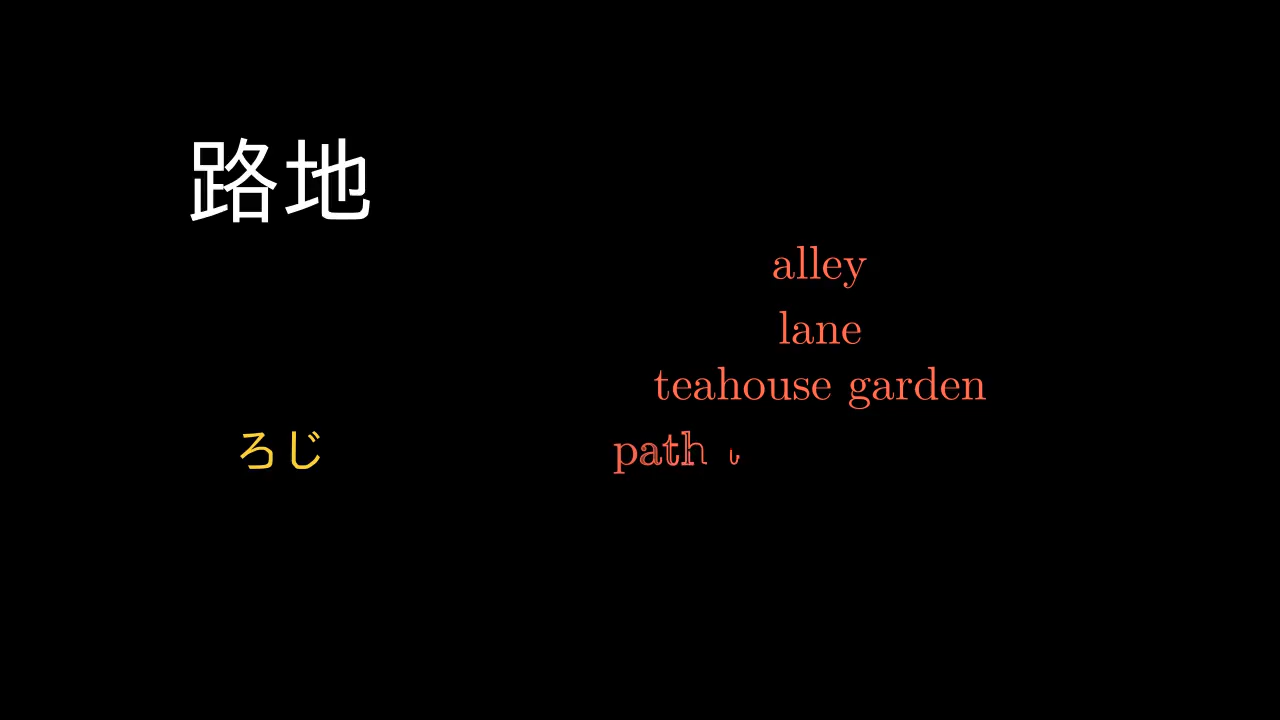 路地
alley
lane
teahouse garden
ろじ
path